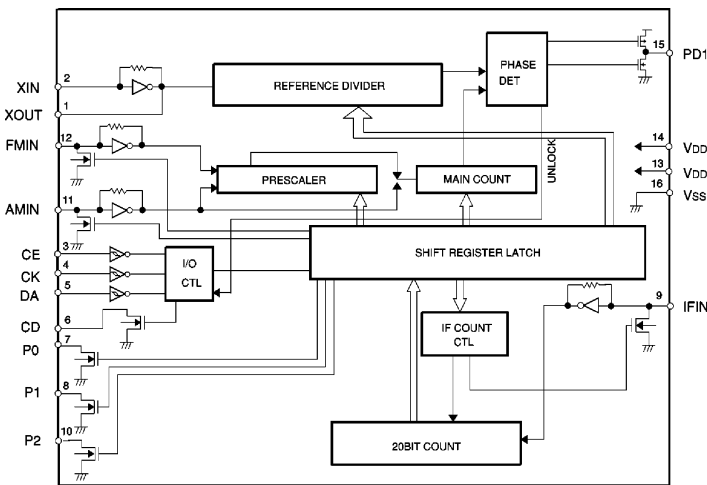 15
PD1
PHASE
DET
XIN
2
REFERENCE DIVIDER
XOUT
1
FMIN
12
14
VDD
UNLOCK
13
VDD
PRESCALER
MAIN COUNT
16
VSS
AMIN
11
CE
3
SHIFT REGISTER LATCH
I/O
CTL
CK
4
DA
5
9
IFIN
CD
6
IF COUNT
CTL
P0
7
P1
8
P2
10
20BIT COUNT